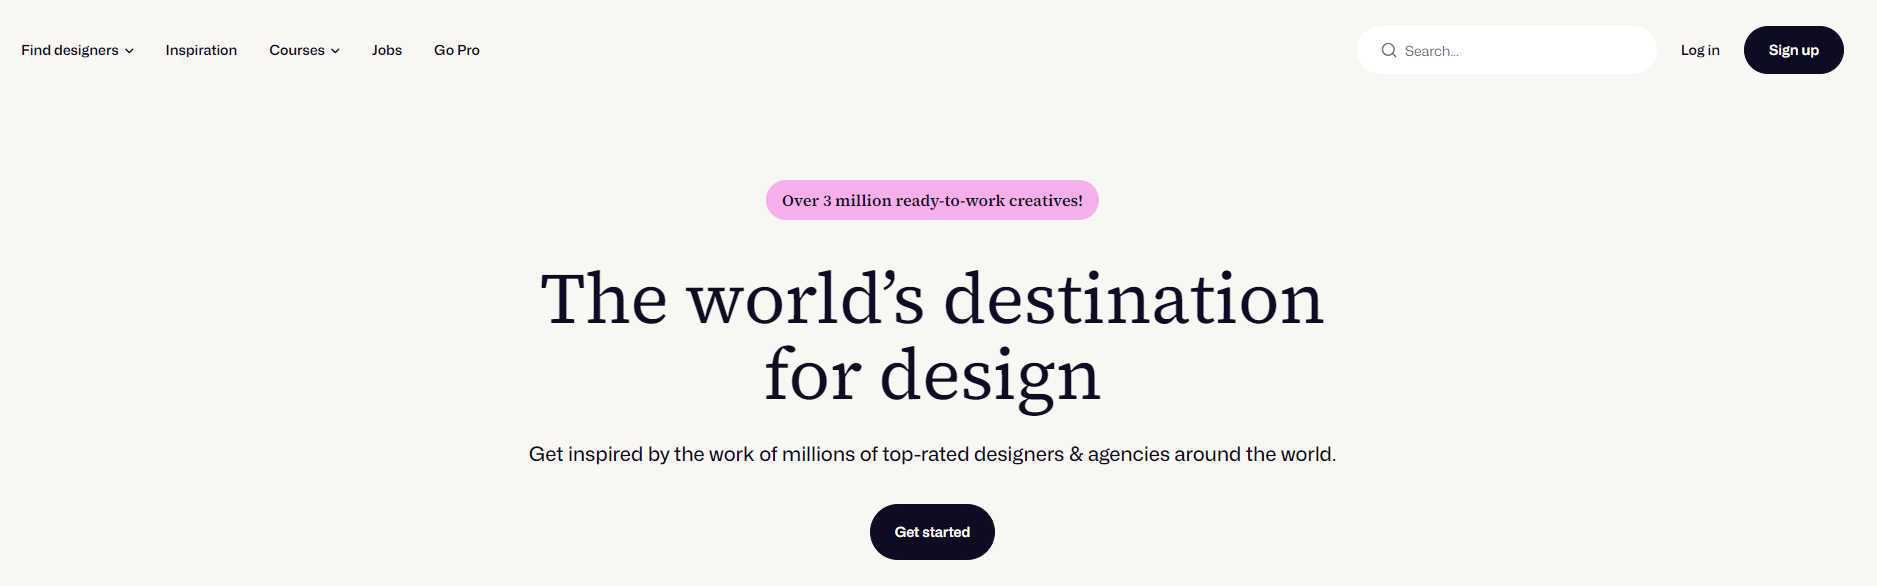 Find designers
Inspiration
Courses
Jobs
Go Pro
Search...
Log in
Sign up
Over 3 million ready-to-work creatives!
The world’s destination
for design
Get inspired by the work of millions of top-rated designers & agencies around the world.
Get started